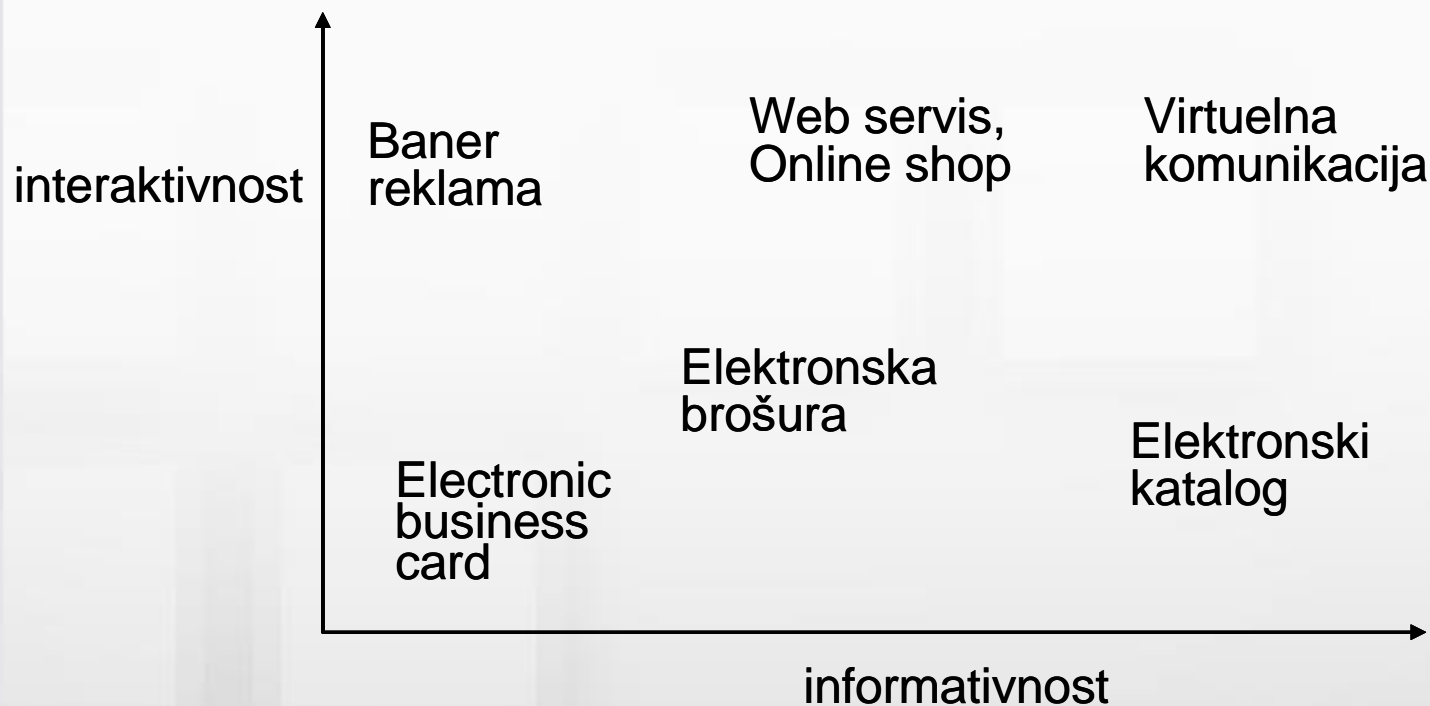 Baner
reklama
Web servis,
Online shop
Virtuelna
komunikacija
interaktivnost
Elektronska
brošura
Elektronski
katalog
Electronic
business
card
informativnost